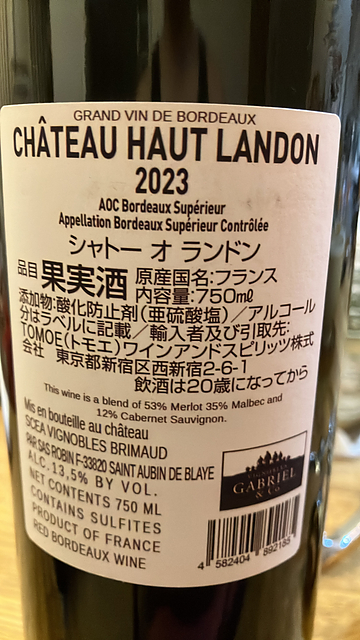 GRAND VIN DE BORDEAUX
CHÂTEAU HAUT LANDON
2023
AOC Bordeaux Supérieur
Appellation Bordeaux Supérieur Contrôlée
シャトー オ ランドン
品目 果実酒 原産国名:フランス
内容量:750mℓ
添加物:酸化防止剤(亜硫酸塩)/アルコール
分はラベルに記載/輸入者及び引取先:
TOMOE(トモエ)ワインアンドスピリッツ株式
会社 東京都新宿区西新宿2-6-1
飲酒は20歳になってから
This wine is a blend of 53% Merlot 35% Malbec and
12% Cabernet Sauvignon.
Mis en bouteille au château
SCEA VIGNOBLES BRIMAUD
PAR SAS ROBIN F-33820 SAINT AUBIN DE BLAYE
ALC. 13,5% BY VOL.
NET CONTENTS 750 ML
CONTAINS SULFITES
PRODUCT OF FRANCE
RED BORDEAUX WINE
VIGNOBLES
GABRIEL
& Co
4 582404 892185